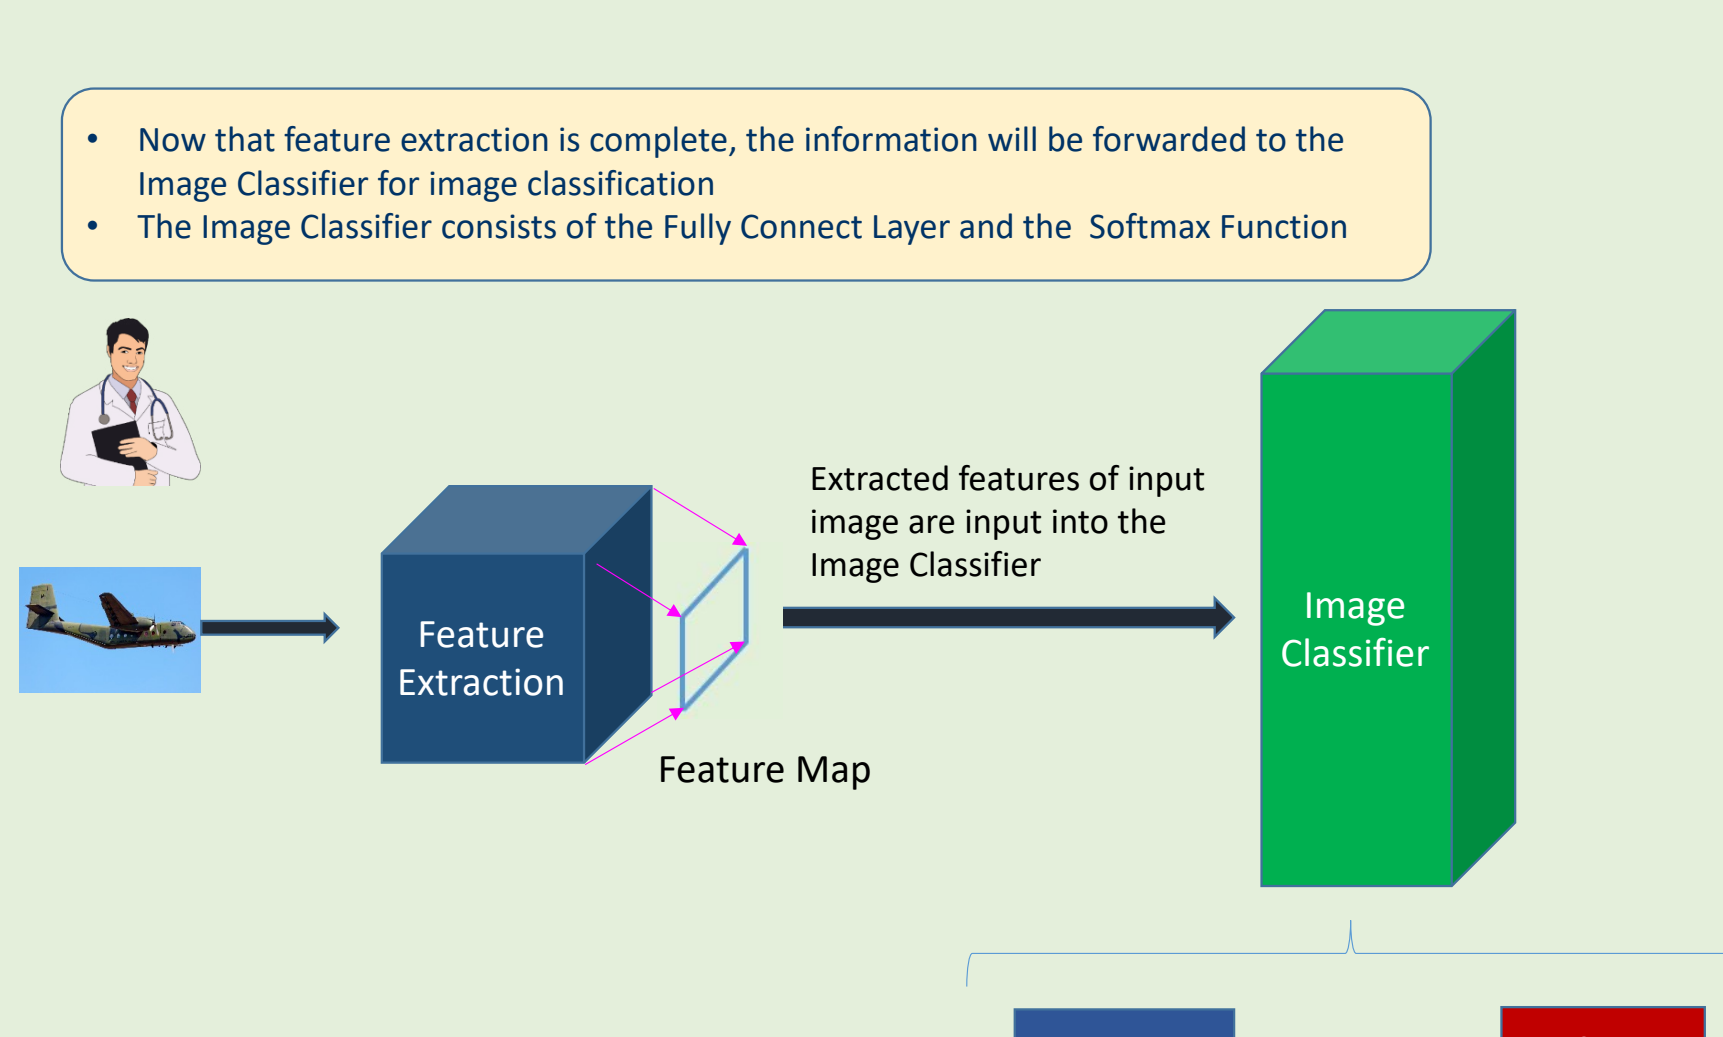 • Now that feature extraction is complete, the information will be forwarded to the
Image Classifier for image classification
• The Image Classifier consists of the Fully Connect Layer and the  Softmax Function
Extracted features of input
image are input into the
Image Classifier
Feature
Extraction
Image
Classifier
Feature Map